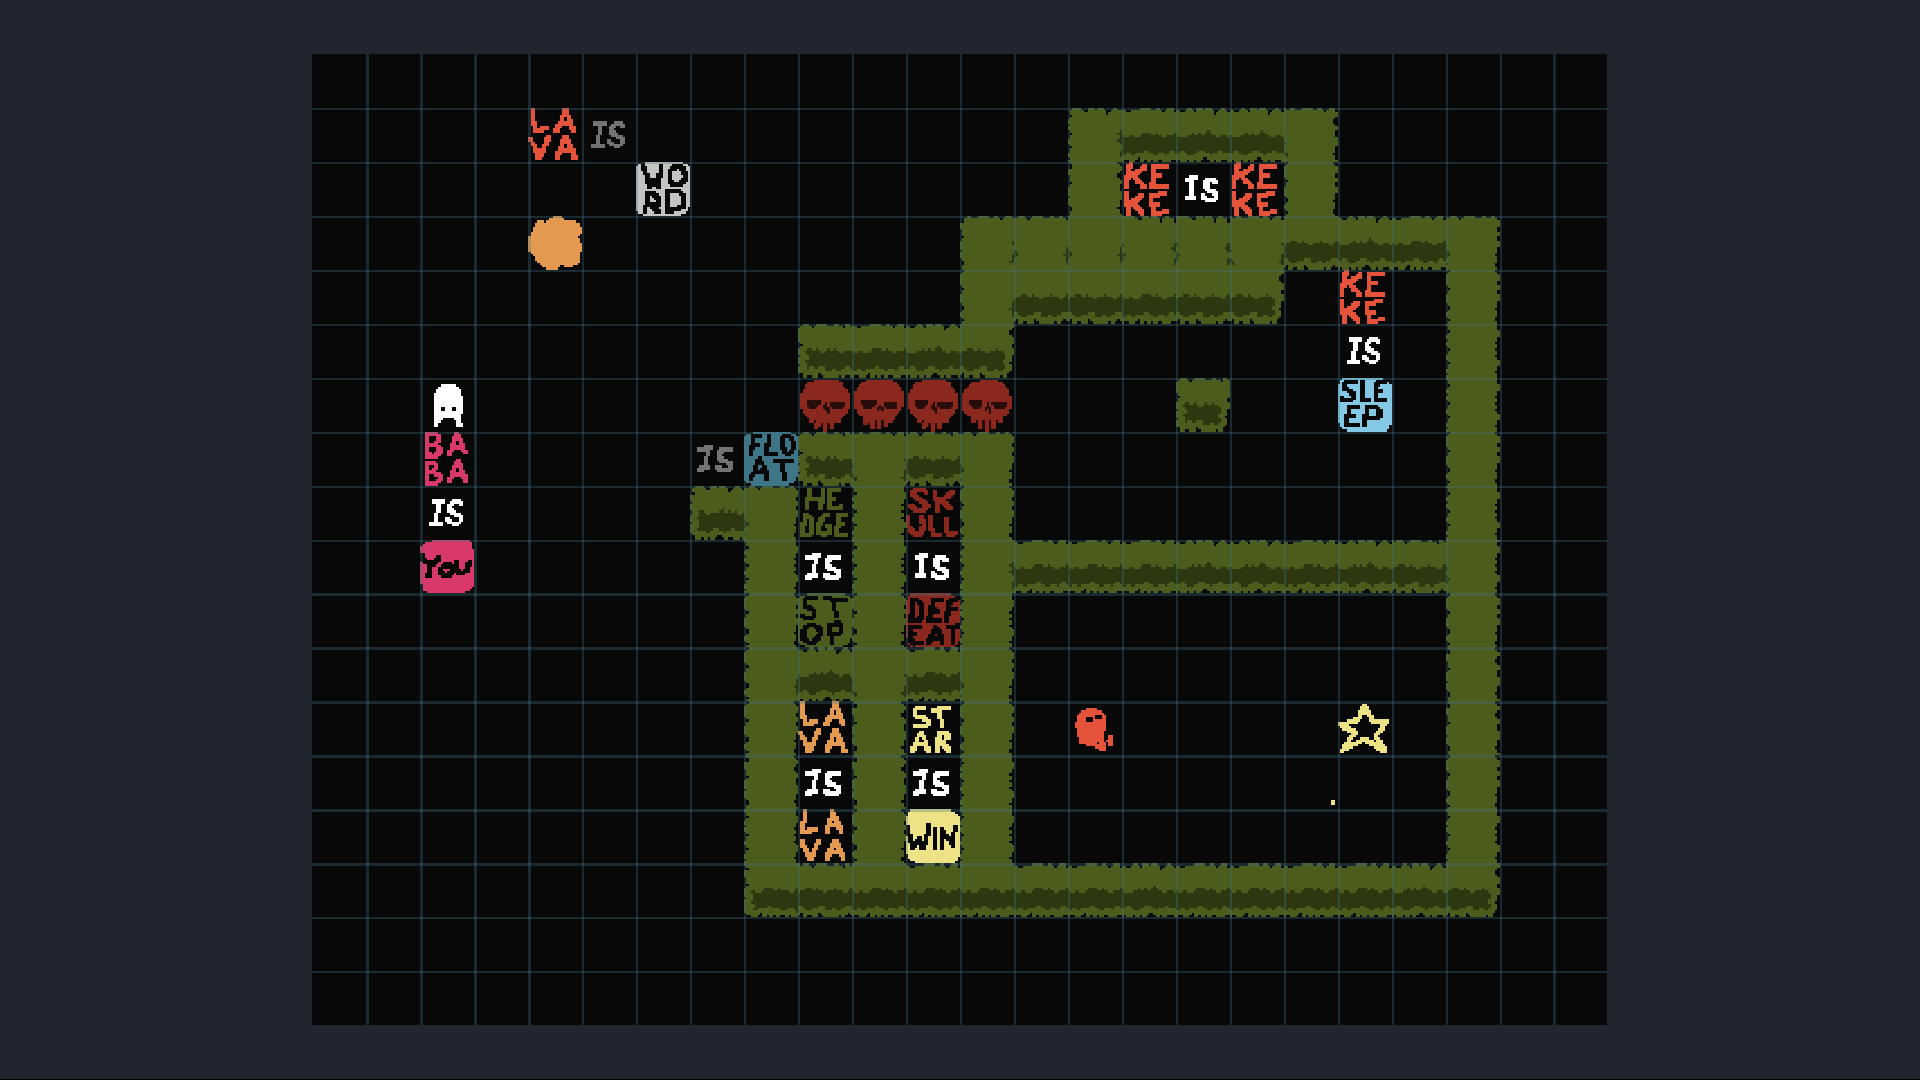 LAVA IS
WORD
KEKE IS KEKE
KEKE
IS
SLEEP
BABA
IS
YOU
IS FLOAT
HEDGE
IS
STOP
SKULL
IS
DEFEAT
LAVA
IS
LAVA
STAR
IS
WIN